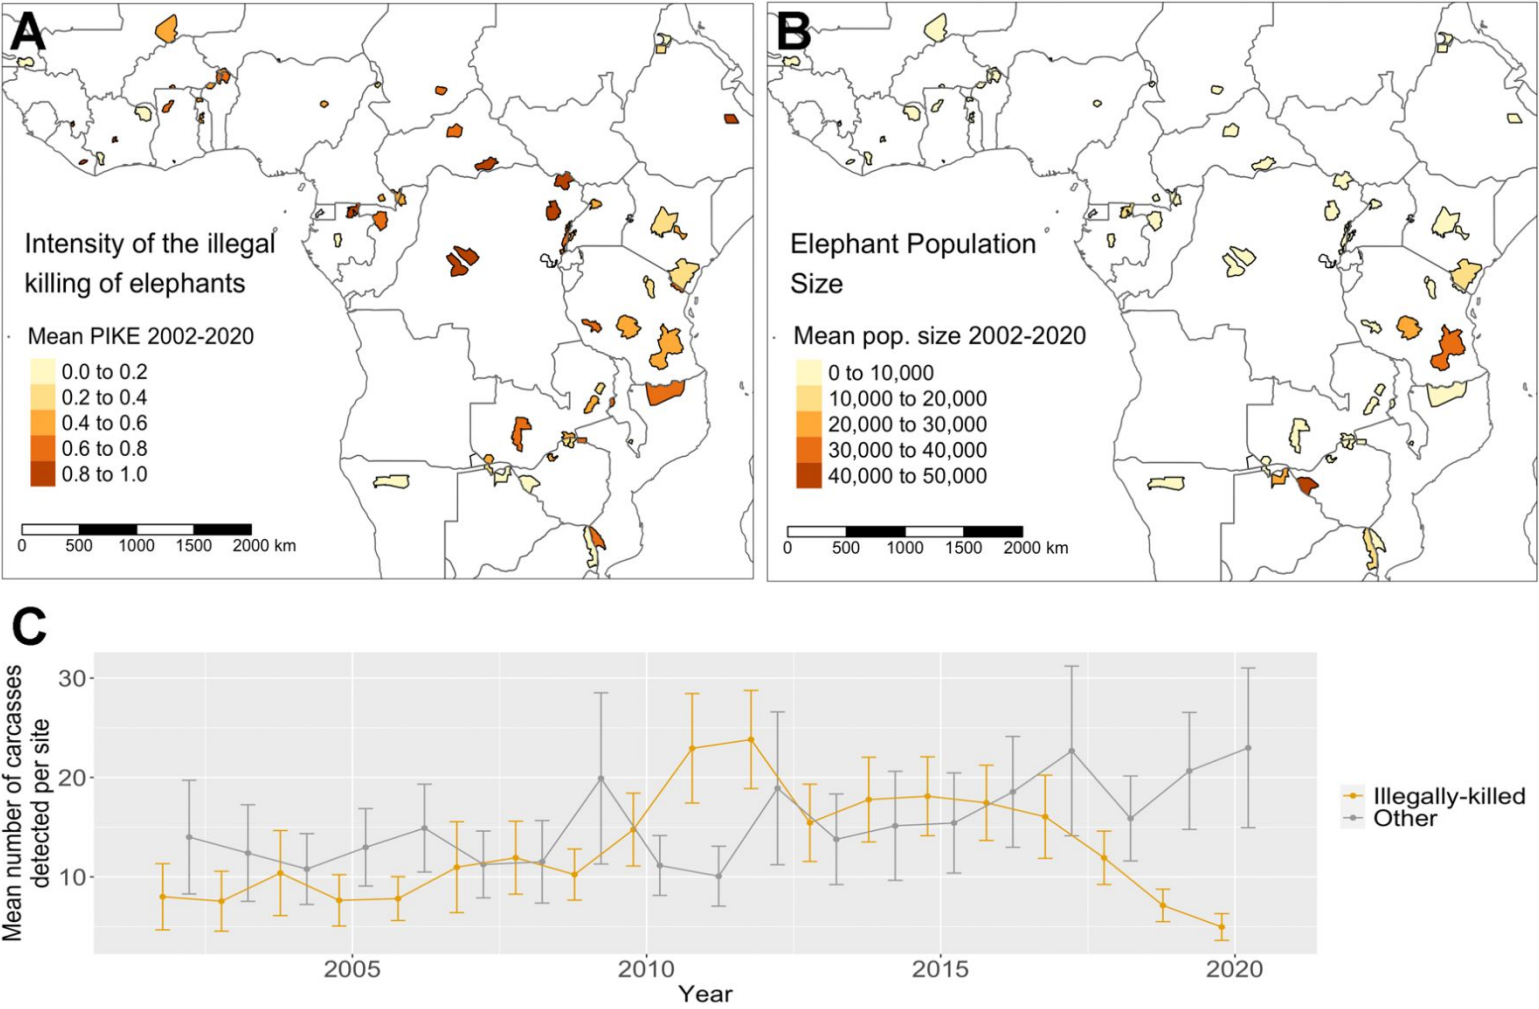 A
Intensity of the illegal
killing of elephants
Mean PIKE 2002-2020
0.0 to 0.2
0.2 to 0.4
0.4 to 0.6
0.6 to 0.8
0.8 to 1.0
0 500 1000 1500 2000 km
B
Elephant Population
Size
Mean pop. size 2002-2020
0 to 10,000
10,000 to 20,000
20,000 to 30,000
30,000 to 40,000
40,000 to 50,000
0 500 1000 1500 2000 km
C
Mean number of carcasses
detected per site
30
20
10
2005 2010 2015 2020
Year
Illegally-killed
Other